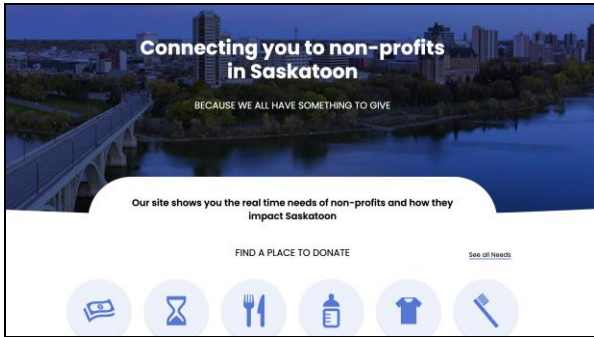 Connecting you to non-profits
in Saskatoon
BECAUSE WE ALL HAVE SOMETHING TO GIVE
Our site shows you the real time needs of non-profits and how they
impact Saskatoon
FIND A PLACE TO DONATE
See all Needs